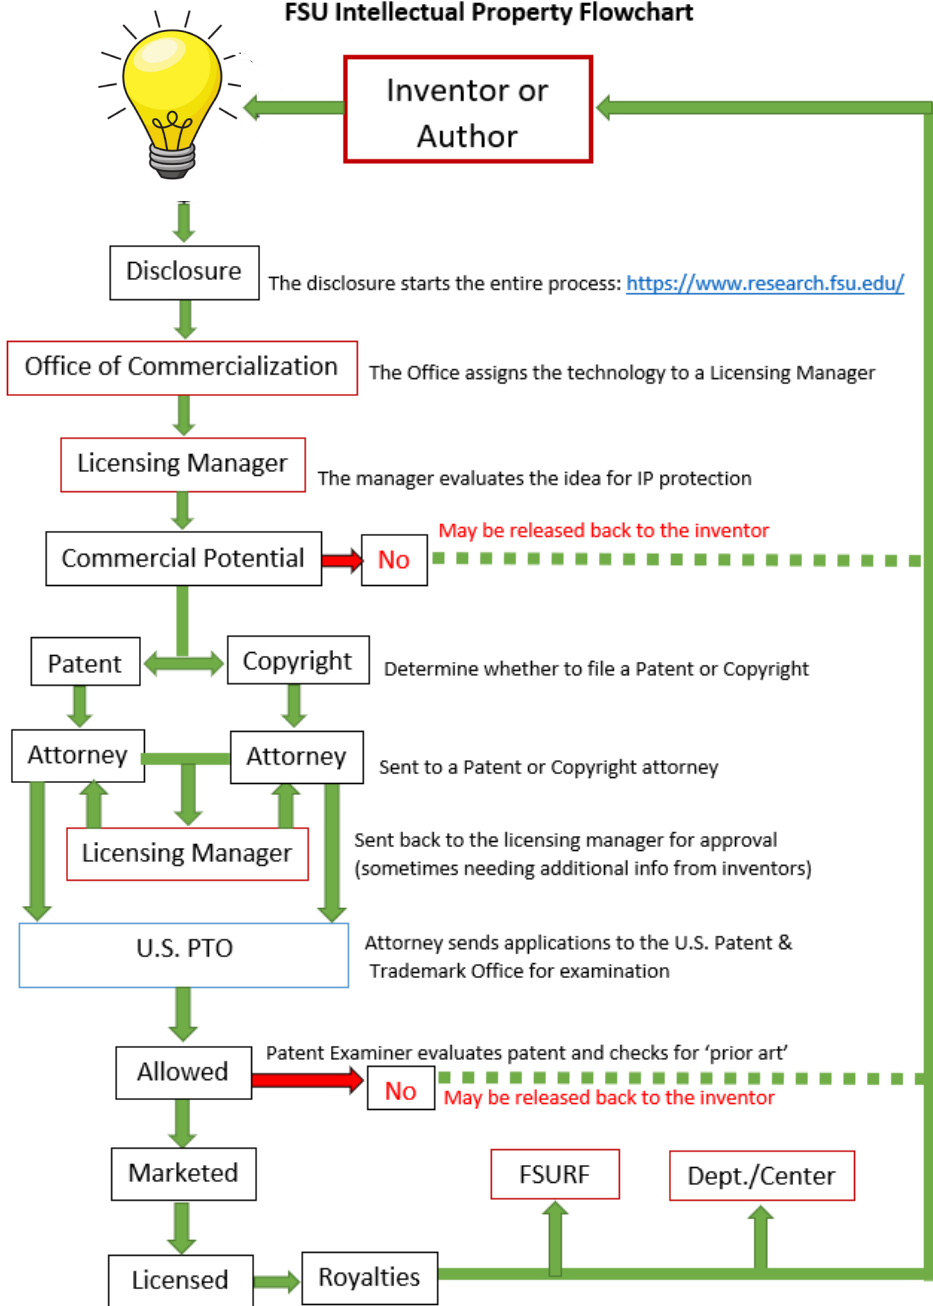 FSU Intellectual Property Flowchart
Inventor or
Author
Disclosure
The disclosure starts the entire process: https://www.research.fsu.edu/
Office of Commercialization
The Office assigns the technology to a Licensing Manager
Licensing Manager
The manager evaluates the idea for IP protection
May be released back to the inventor
Commercial Potential
No
Patent
Copyright
Determine whether to file a Patent or Copyright
Attorney
Attorney
Sent to a Patent or Copyright attorney
Licensing Manager
Sent back to the licensing manager for approval
(sometimes needing additional info from inventors)
U.S. PTO
Attorney sends applications to the U.S. Patent &
Trademark Office for examination
Patent Examiner evaluates patent and checks for ‘prior art’
Allowed
No
May be released back to the inventor
Marketed
FSURF
Dept./Center
Licensed
Royalties